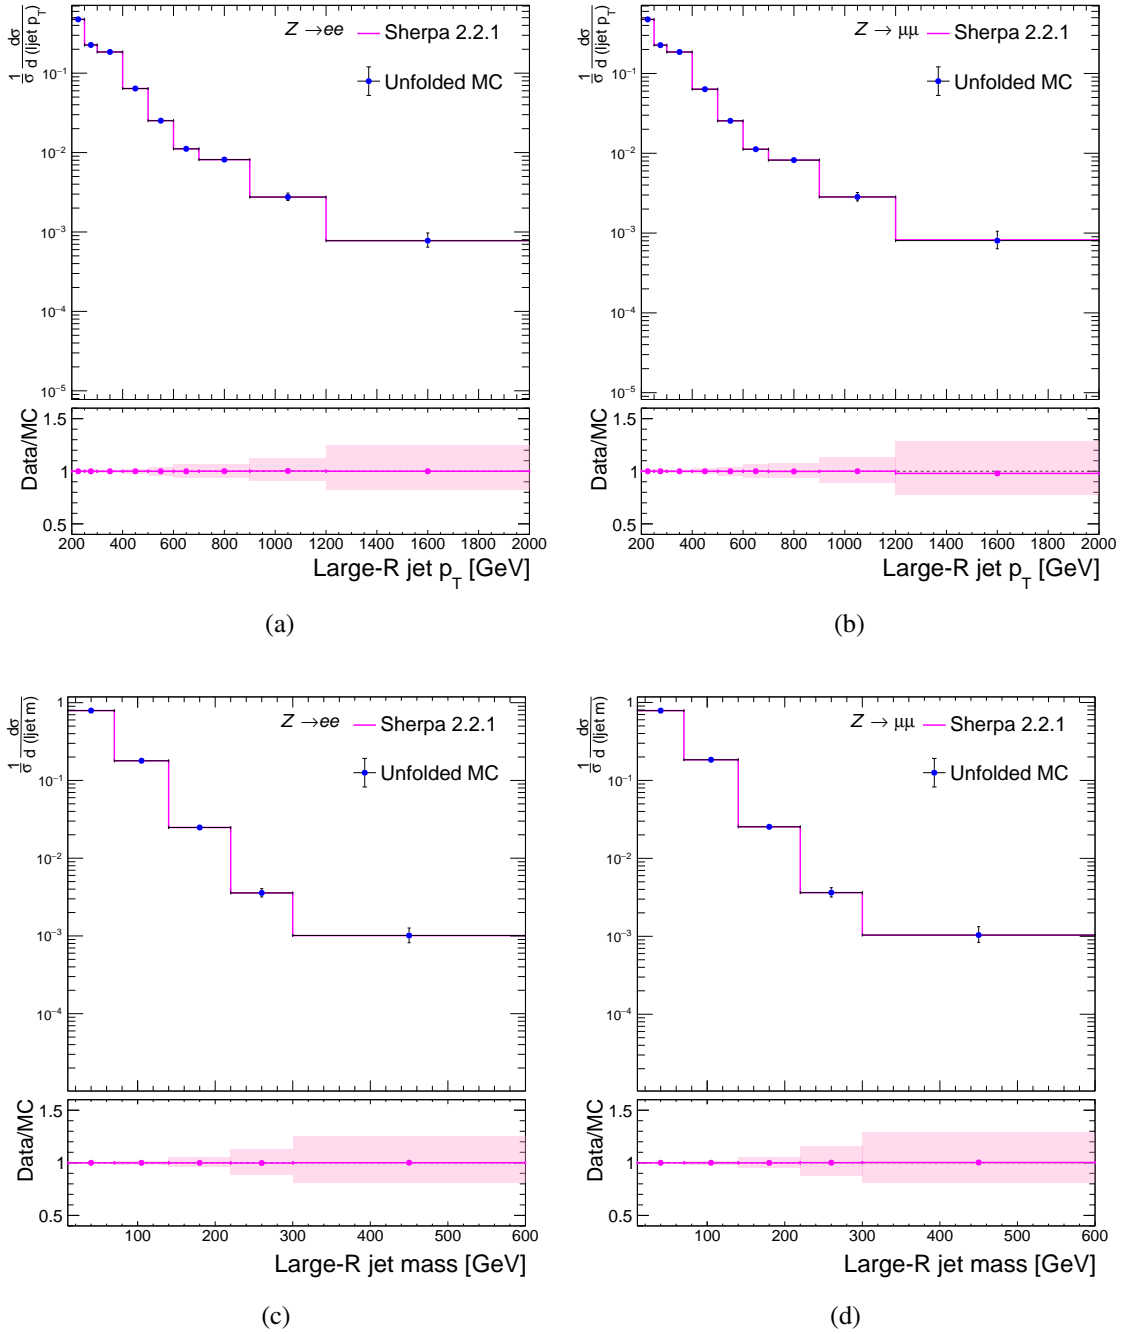 1/σ dσ/d (ljet p_T)
Z →ee
Sherpa 2.2.1
Unfolded MC
10⁻¹
10⁻²
10⁻³
10⁻⁴
10⁻⁵
Data/MC
1.5
1
0.5
200 400 600 800 1000 1200 1400 1600 1800 2000
Large-R jet p_T [GeV]
(a)
1/σ dσ/d (ljet p_T)
Z → μμ
Sherpa 2.2.1
Unfolded MC
10⁻¹
10⁻²
10⁻³
10⁻⁴
10⁻⁵
Data/MC
1.5
1
0.5
200 400 600 800 1000 1200 1400 1600 1800 2000
Large-R jet p_T [GeV]
(b)
1/σ dσ/d (ljet m)
Z →ee
Sherpa 2.2.1
Unfolded MC
1
10⁻¹
10⁻²
10⁻³
10⁻⁴
Data/MC
1.5
1
0.5
100 200 300 400 500 600
Large-R jet mass [GeV]
(c)
1/σ dσ/d (ljet m)
Z → μμ
Sherpa 2.2.1
Unfolded MC
1
10⁻¹
10⁻²
10⁻³
10⁻⁴
Data/MC
1.5
1
0.5
100 200 300 400 500 600
Large-R jet mass [GeV]
(d)